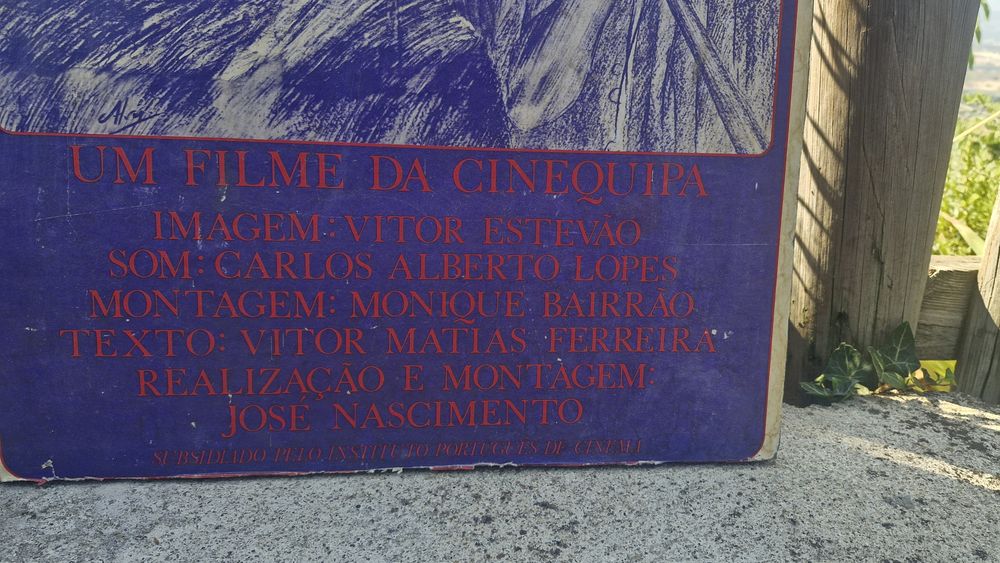 UM FILME DA CINEQUIPA
IMAGEM: VITOR ESTEVÃO
SOM: CARLOS ALBERTO LOPES
MONTAGEM: MONIQUE BAIRRÃO
TEXTO: VITOR MATIAS FERREIRA
REALIZAÇÃO E MONTAGEM:
JOSÉ NASCIMENTO
SUBSIDIADO PELO INSTITUTO PORTUGUÊS DE CINEMA